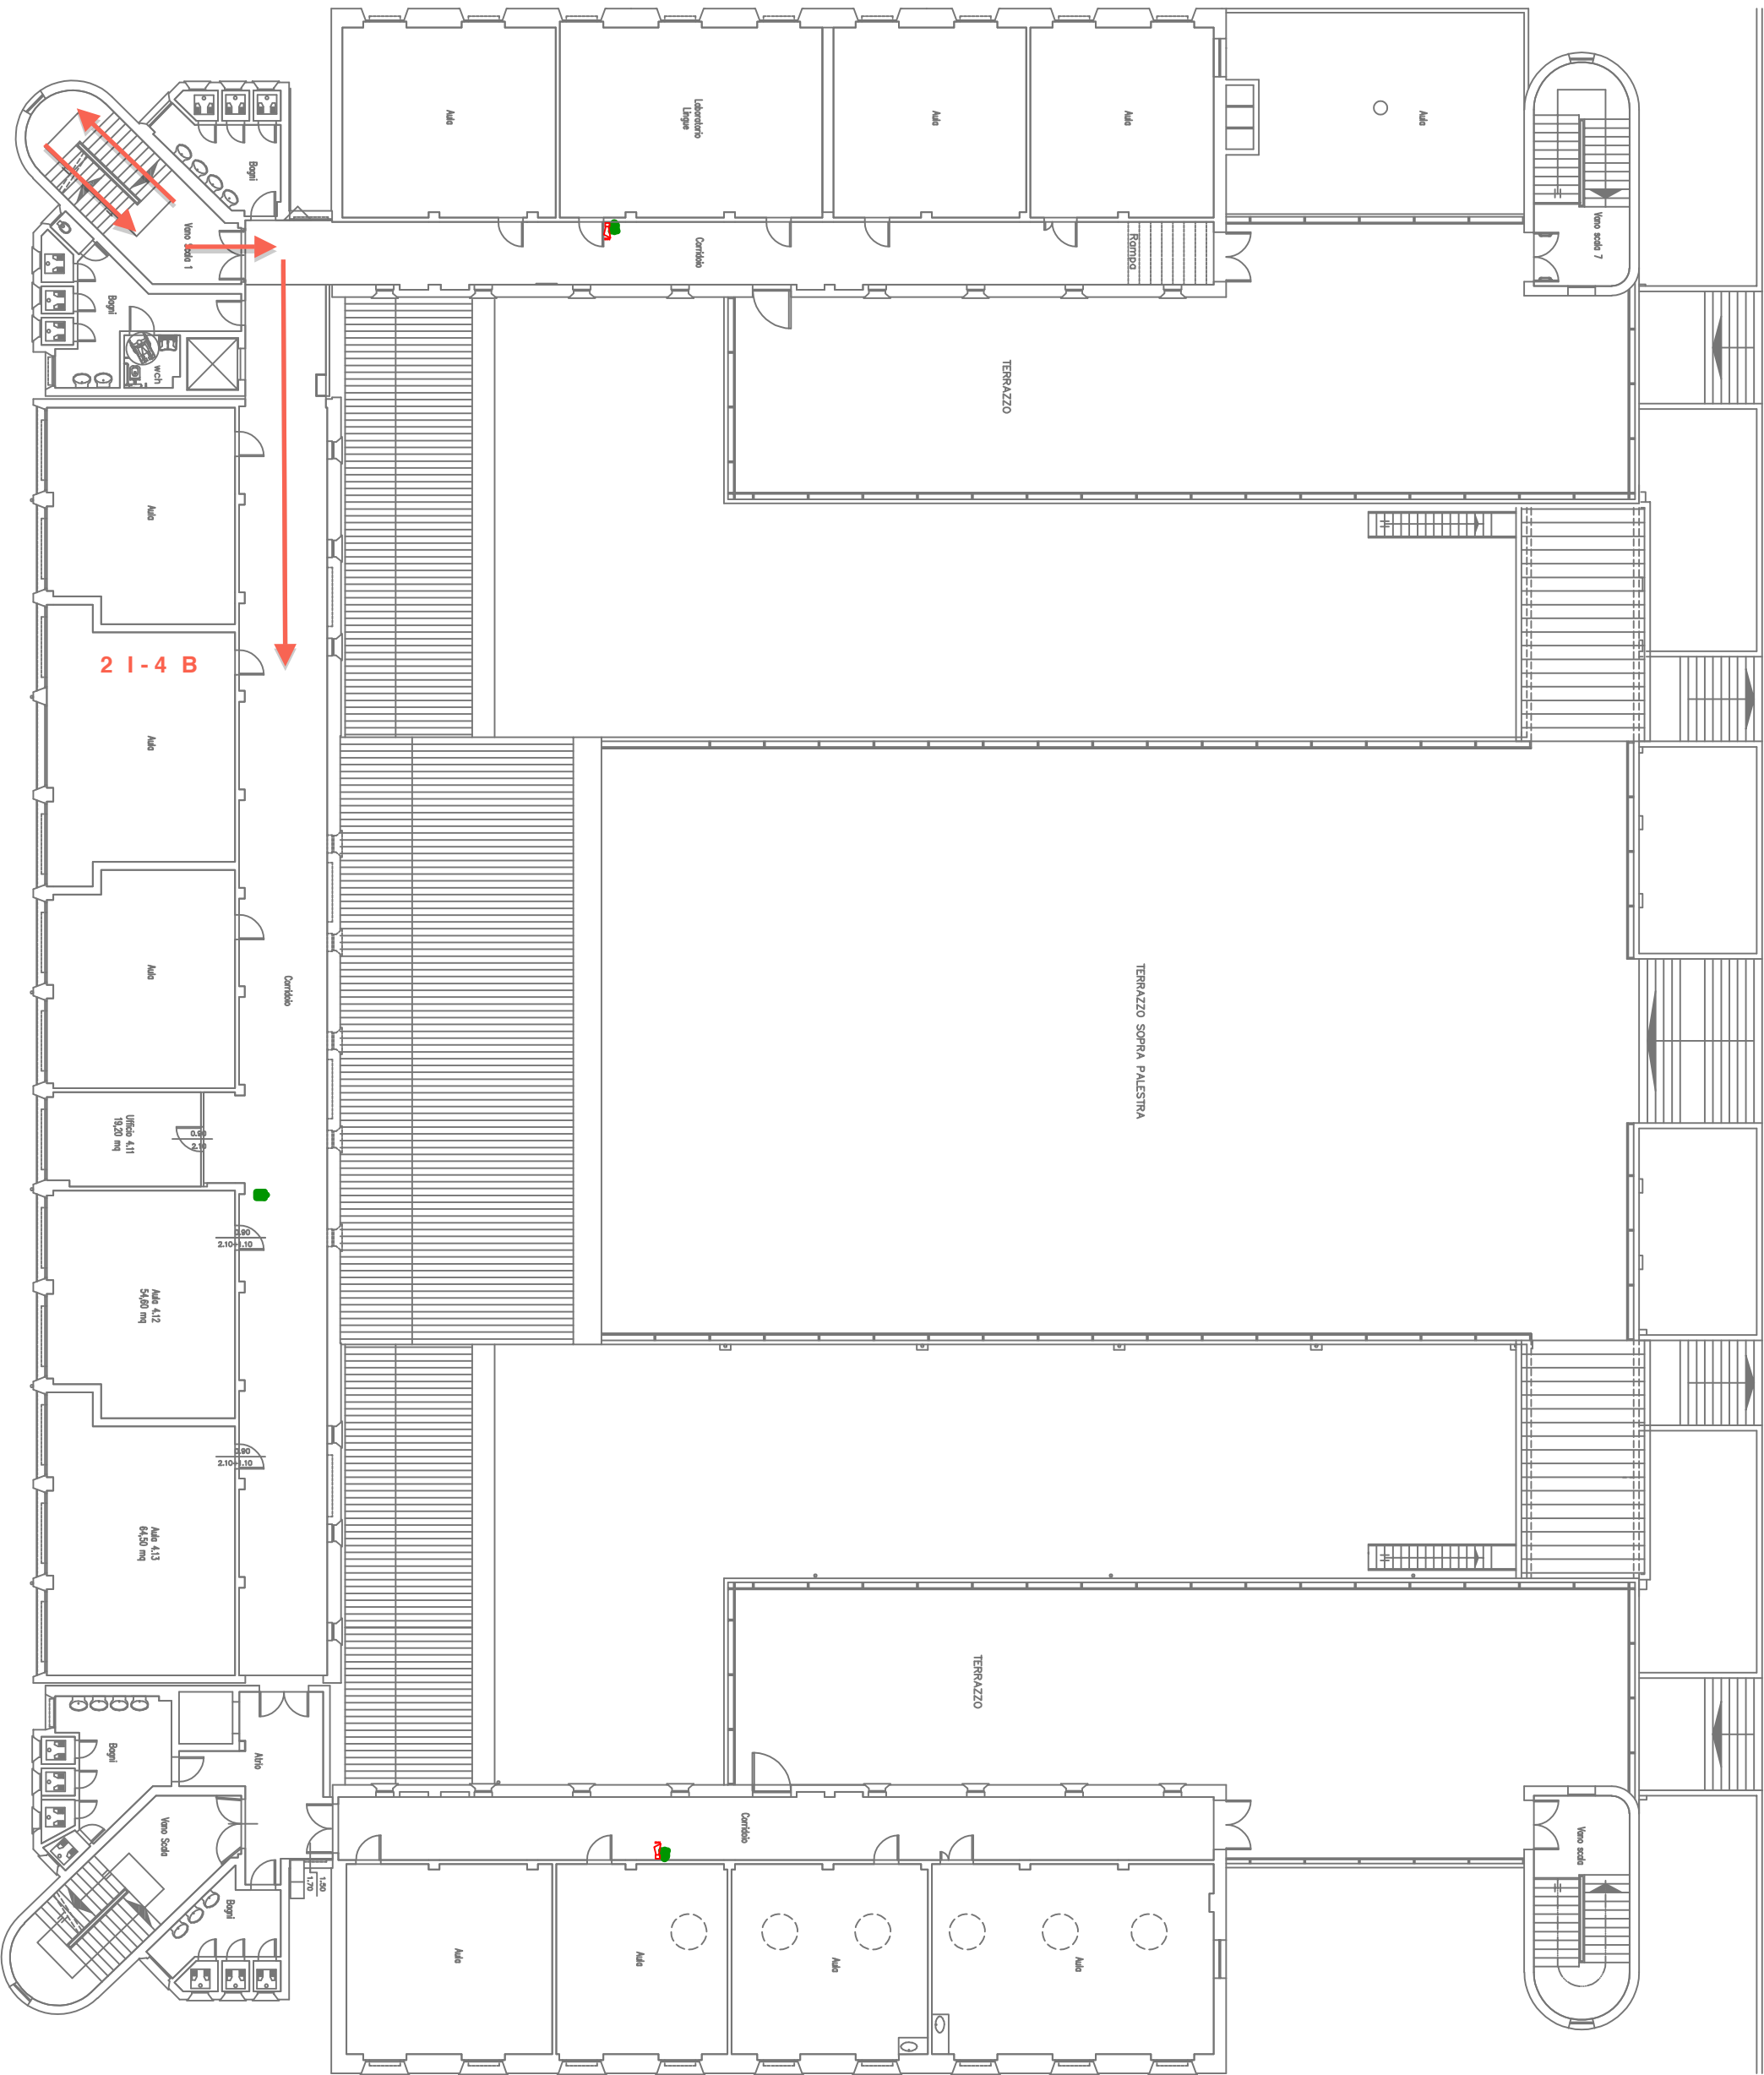 Aula
Laboratorio
Lingue
Aula
Aula
Aula
Bagni
Vano scala 1
Corridoio
Rampa
Vano scala 7
Bagni
wch
TERRAZZO
Aula
2 I - 4 B
Aula
Aula
Corridoio
TERRAZZO SOPRA PALESTRA
Ufficio 4.11
19,20 mq
0.90
2.10
Aula 4.12
54,60 mq
0.90
2.10 1.10
Aula 4.13
64,50 mq
0.90
2.10 1.10
TERRAZZO
Bagni
Atrio
Vano Scala
Corridoio
Vano scala
1.50
1.70
Bagni
Aula
Aula
Aula
Aula